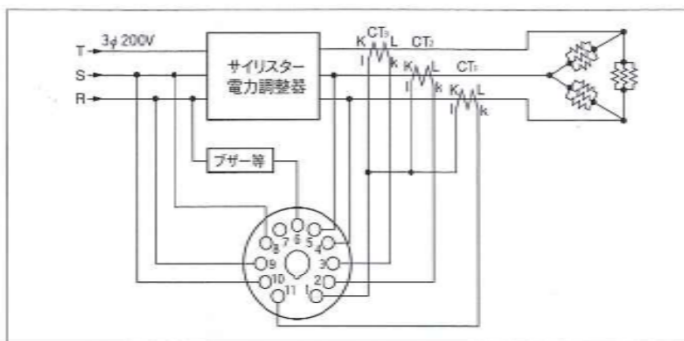 3φ 200V
T
S
R
サイリスター
電力調整器
ブザー等
K CT₃ L
l k
CT₂
K L
l k
CT₁
K L
l k
6
7 5
8 4
9 3
10 2
11 1